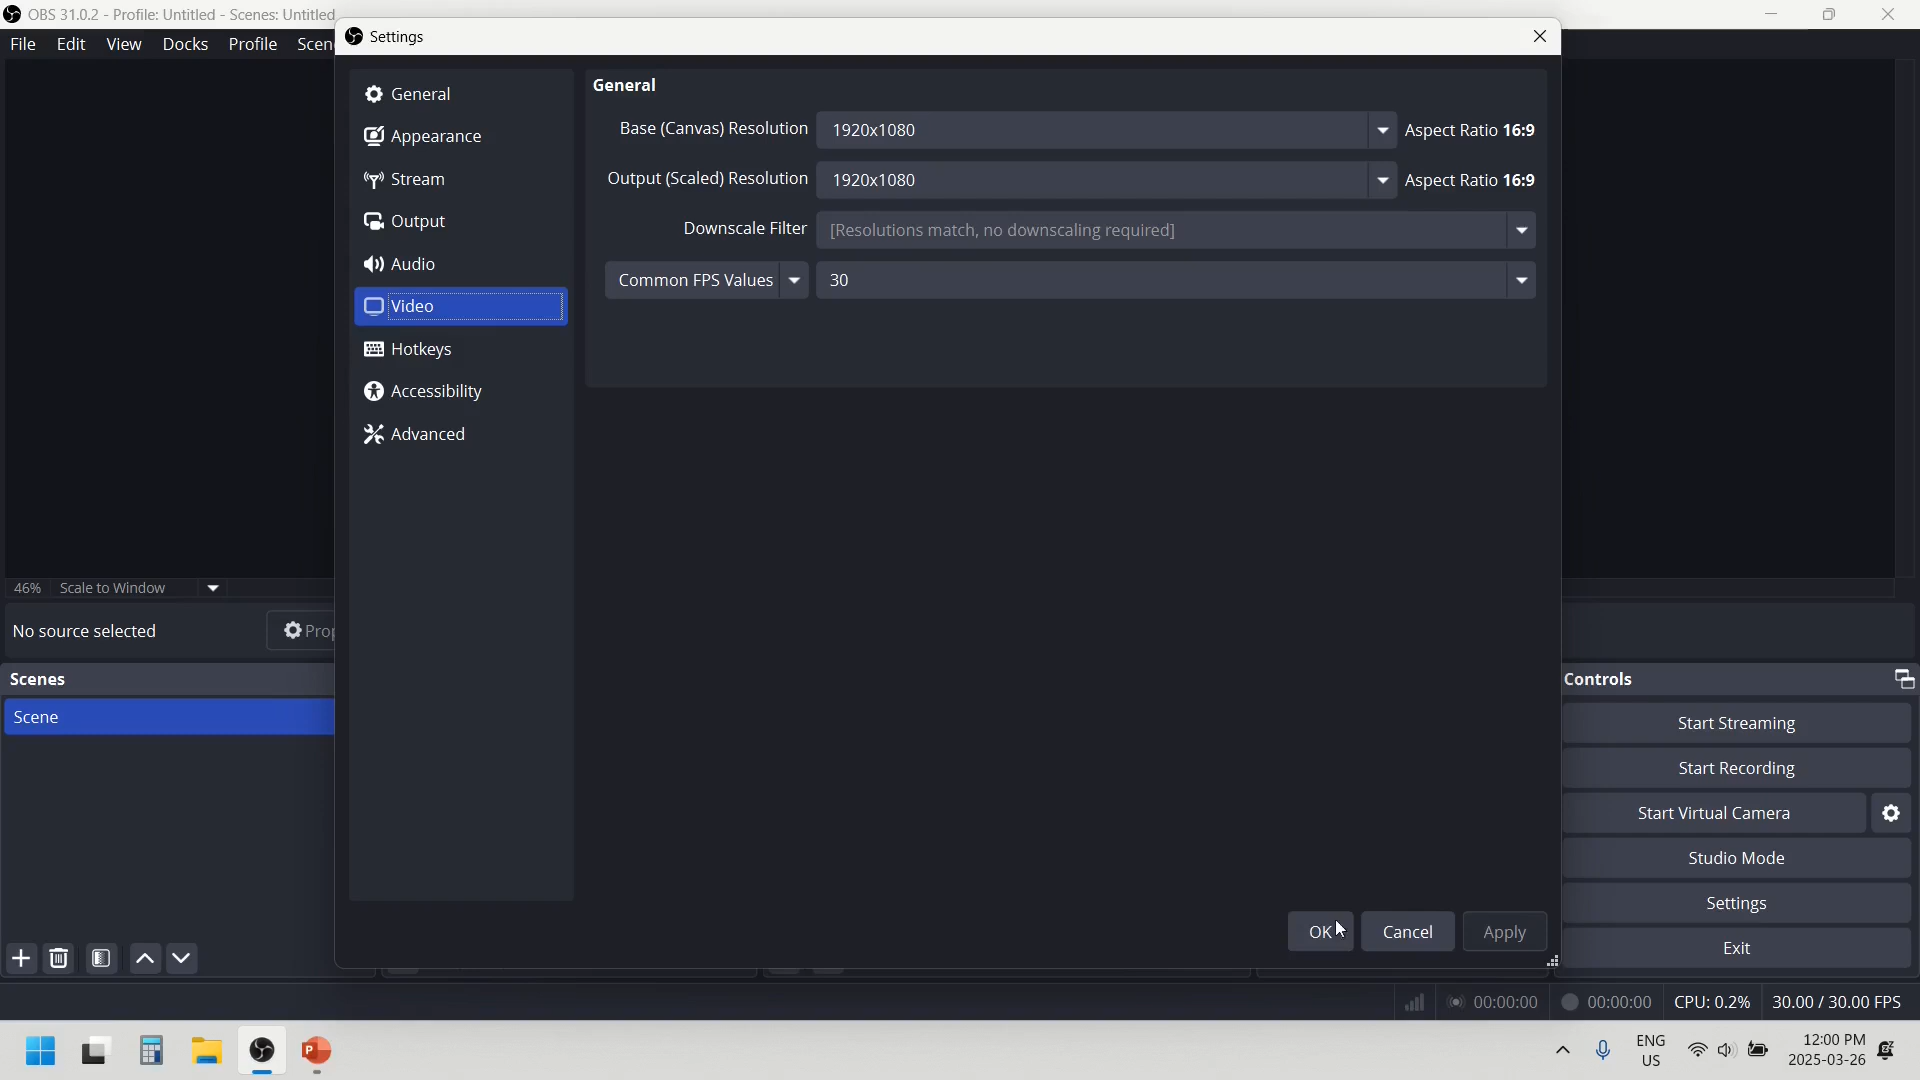 OBS 31.0.2 - Profile: Untitled - Scenes: Untitled
File Edit View Docks Profile Scen
Settings
General
Appearance
Stream
Output
Audio
Video
Hotkeys
Accessibility
Advanced
General
Base (Canvas) Resolution 1920x1080 Aspect Ratio 16:9
Output (Scaled) Resolution 1920x1080 Aspect Ratio 16:9
Downscale Filter [Resolutions match, no downscaling required]
Common FPS Values 30
OK Cancel Apply
46% Scale to Window
No source selected Prop
Scenes
Scene
Controls
Start Streaming
Start Recording
Start Virtual Camera
Studio Mode
Settings
Exit
00:00:00 00:00:00 CPU: 0.2% 30.00 / 30.00 FPS
P
ENG
US
12:00 PM
2025-03-26